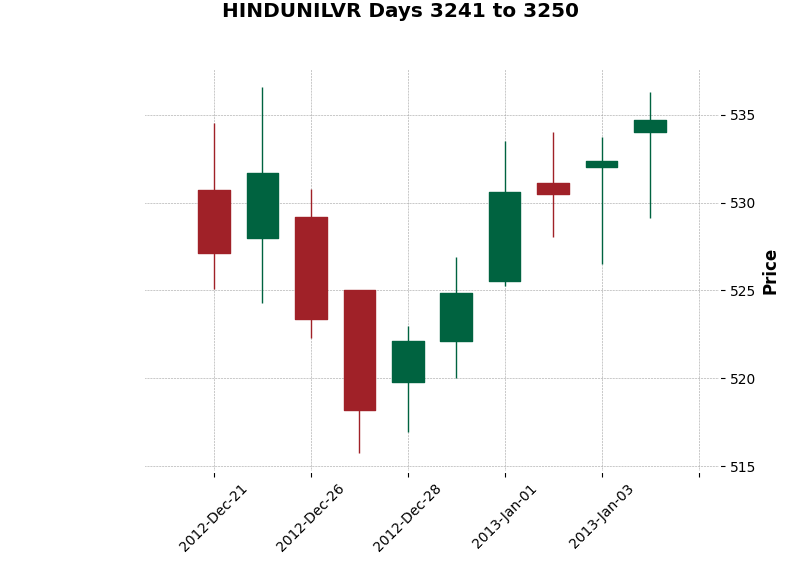 HINDUNILVR Days 3241 to 3250
535
530
525
520
515
Price
2012-Dec-21
2012-Dec-26
2012-Dec-28
2013-Jan-01
2013-Jan-03